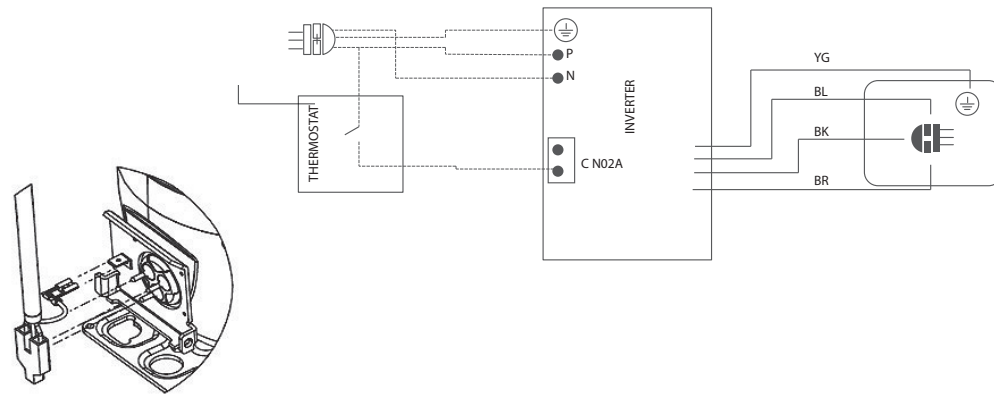 P
N
THERMOSTAT
INVERTER
C N02A
YG
BL
BK
BR